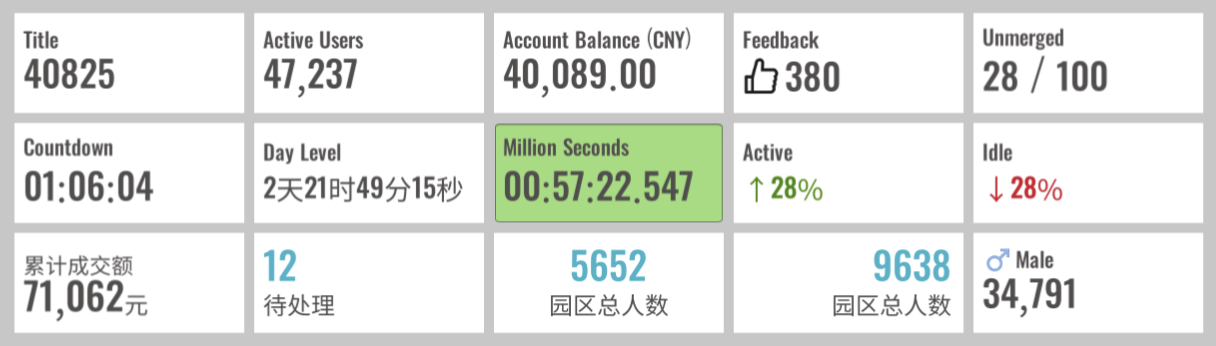 Title
40825
Active Users
47,237
Account Balance (CNY)
40,089.00
Feedback
380
Unmerged
28 / 100
Countdown
01:06:04
Day Level
2天21时49分15秒
Million Seconds
00:57:22.547
Active
↑28%
Idle
↓28%
累计成交额
71,062元
12
待处理
5652
园区总人数
9638
园区总人数
♂ Male
34,791